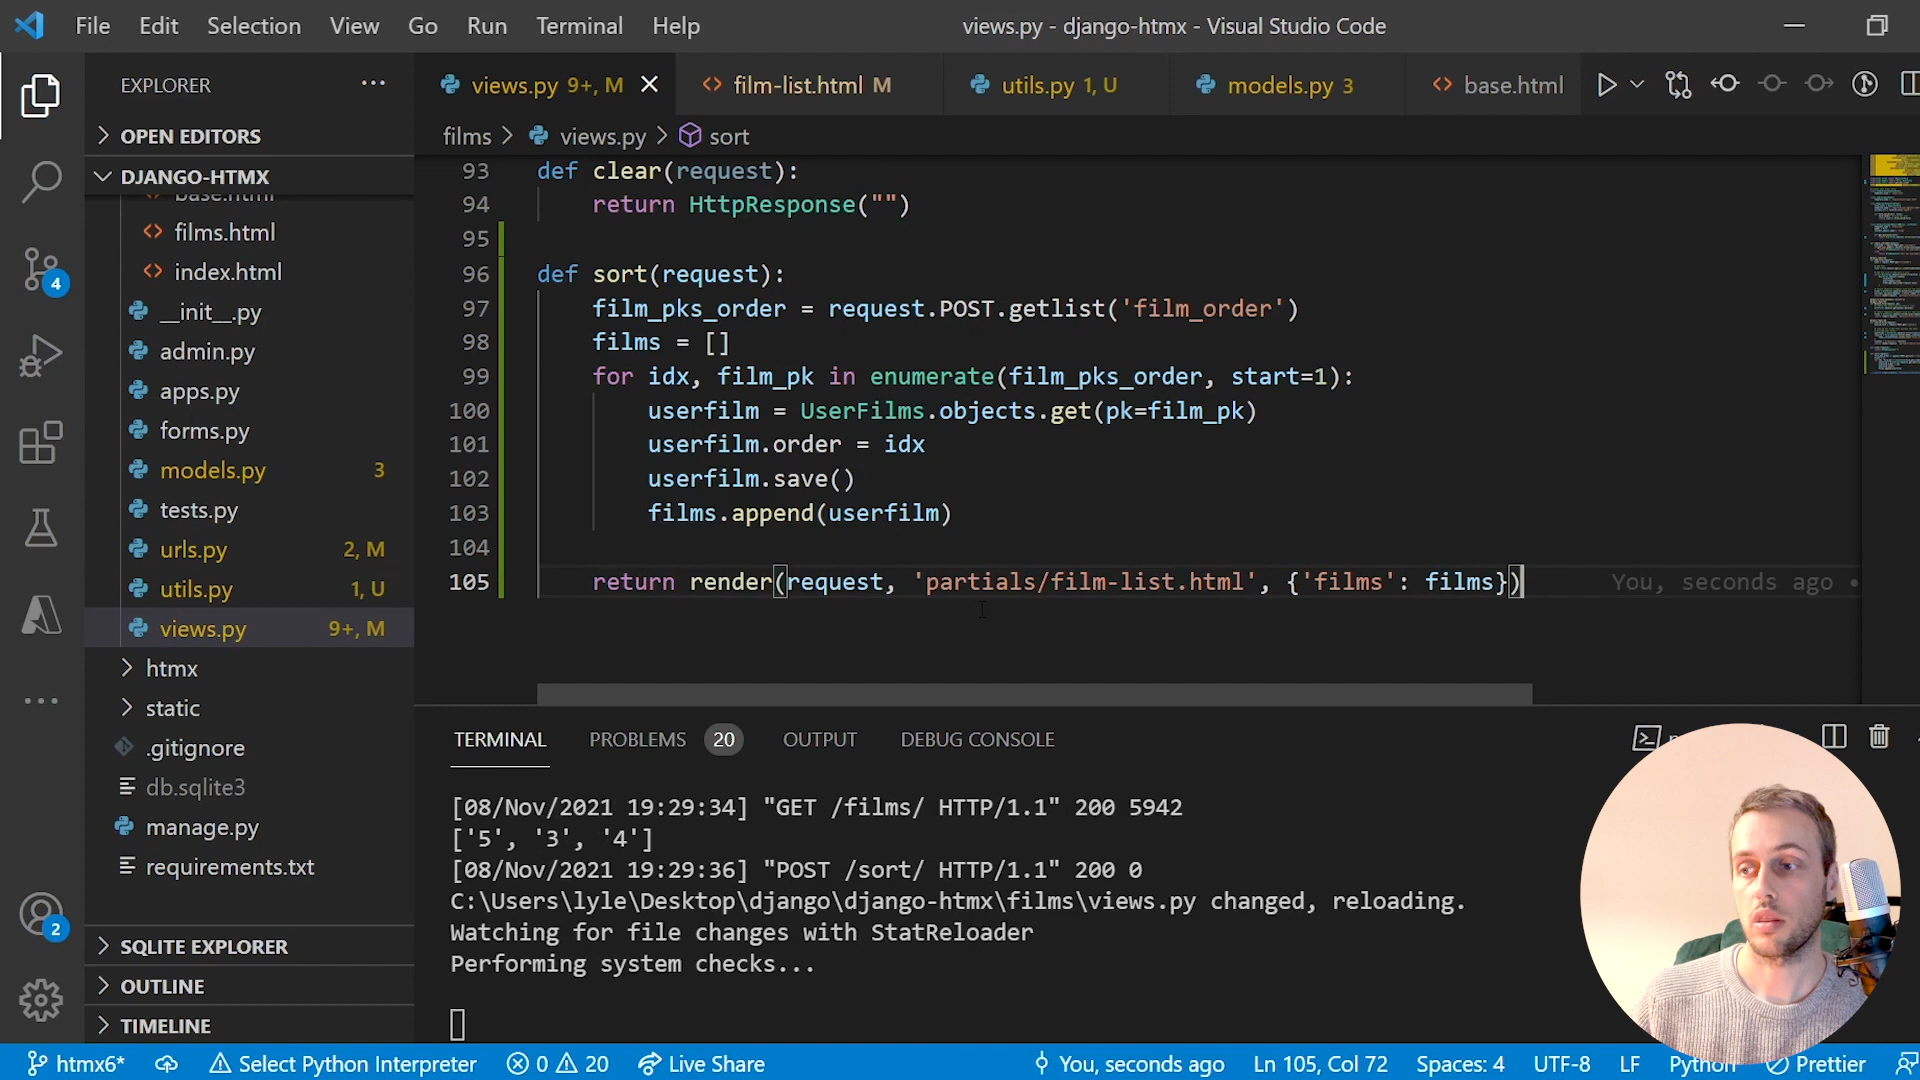 File Edit Selection View Go Run Terminal Help
views.py - django-htmx - Visual Studio Code
EXPLORER
views.py 9+, M
film-list.html M
utils.py 1, U
models.py 3
base.html
OPEN EDITORS
films > views.py > sort
DJANGO-HTMX
base.html
films.html
index.html
__init__.py
admin.py
apps.py
forms.py
models.py 3
tests.py
urls.py 2, M
utils.py 1, U
views.py 9+, M
htmx
static
.gitignore
db.sqlite3
manage.py
requirements.txt
SQLITE EXPLORER
OUTLINE
TIMELINE
4
2
93 def clear(request):
94 return HttpResponse("")
95
96 def sort(request):
97 film_pks_order = request.POST.getlist('film_order')
98 films = []
99 for idx, film_pk in enumerate(film_pks_order, start=1):
100 userfilm = UserFilms.objects.get(pk=film_pk)
101 userfilm.order = idx
102 userfilm.save()
103 films.append(userfilm)
104
105 return render(request, 'partials/film-list.html', {'films': films}) You, seconds ago •
TERMINAL PROBLEMS 20 OUTPUT DEBUG CONSOLE
[08/Nov/2021 19:29:34] "GET /films/ HTTP/1.1" 200 5942
['5', '3', '4']
[08/Nov/2021 19:29:36] "POST /sort/ HTTP/1.1" 200 0
C:\Users\lyle\Desktop\django\django-htmx\films\views.py changed, reloading.
Watching for file changes with StatReloader
Performing system checks...
htmx6* Select Python Interpreter 0 20 Live Share You, seconds ago Ln 105, Col 72 Spaces: 4 UTF-8 LF Python Prettier